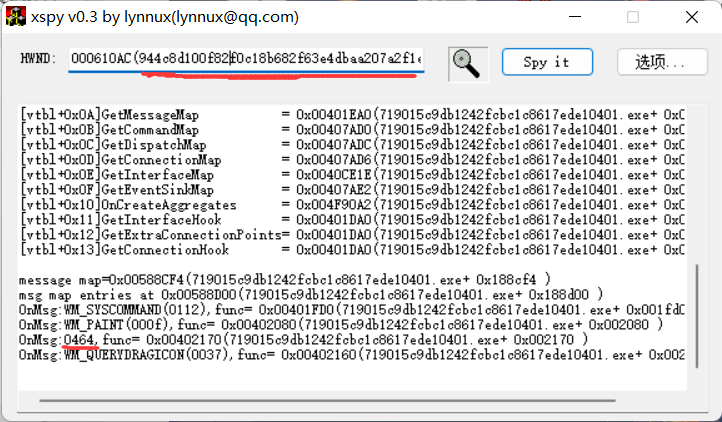 xspy v0.3 by lynnux(lynnux@qq.com)
HWND: 000610AC(944c8d100f82f0c18b682f63e4dbaa207a2f1 Spy it 选项...
[vtbl+0x0A]GetMessageMap = 0x00401EA0(719015c9db1242fcbc1c8617ede10401.exe+ 0x0
[vtbl+0x0B]GetCommandMap = 0x00407ADC(719015c9db1242fcbc1c8617ede10401.exe+ 0x0
[vtbl+0x0C]GetDispatchMap = 0x00407ADC(719015c9db1242fcbc1c8617ede10401.exe+ 0x0
[vtbl+0x0D]GetConnectionMap = 0x00407AD6(719015c9db1242fcbc1c8617ede10401.exe+ 0x0
[vtbl+0x0E]GetInterfaceMap = 0x0040CE1E(719015c9db1242fcbc1c8617ede10401.exe+ 0x0
[vtbl+0x0F]GetEventSinkMap = 0x00407AE2(719015c9db1242fcbc1c8617ede10401.exe+ 0x0
[vtbl+0x10]OnCreateAggregates = 0x004F90A2(719015c9db1242fcbc1c8617ede10401.exe+ 0x0
[vtbl+0x11]GetInterfaceHook = 0x00401DA0(719015c9db1242fcbc1c8617ede10401.exe+ 0x0
[vtbl+0x12]GetExtraConnectionPoints= 0x00401DA0(719015c9db1242fcbc1c8617ede10401.exe+ 0x0
[vtbl+0x13]GetConnectionHook = 0x00401DA0(719015c9db1242fcbc1c8617ede10401.exe+ 0x0
message map=0x00588CF4(719015c9db1242fcbc1c8617ede10401.exe+ 0x188cf4 )
msg map entries at 0x00588D00(719015c9db1242fcbc1c8617ede10401.exe+ 0x188d00 )
OnMsg:WM_SYSCOMMAND(0112),func= 0x00401FD0(719015c9db1242fcbc1c8617ede10401.exe+ 0x001fd0
OnMsg:WM_PAINT(000f),func= 0x00402080(719015c9db1242fcbc1c8617ede10401.exe+ 0x002080 )
OnMsg:0464,func= 0x00402170(719015c9db1242fcbc1c8617ede10401.exe+ 0x002170 )
OnMsg:WM_QUERYDRAGICON(0037),func= 0x00402160(719015c9db1242fcbc1c8617ede10401.exe+ 0x002